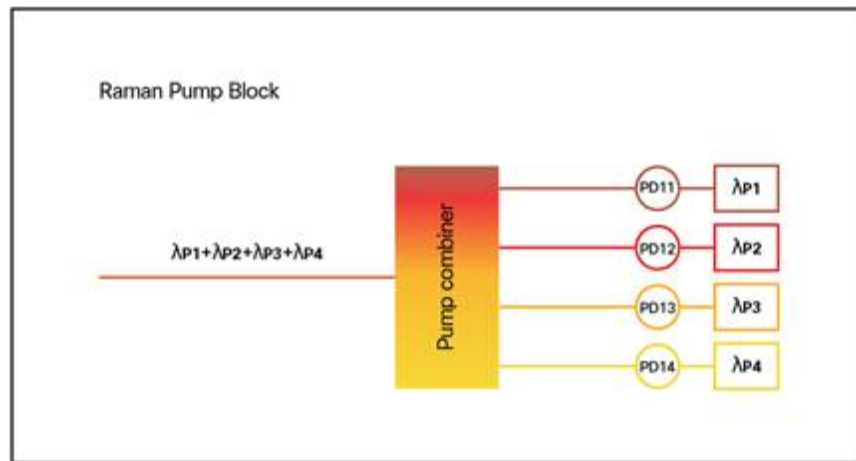 Raman Pump Block
λP1+λP2+λP3+λP4
Pump combiner
PD11
λP1
PD12
λP2
PD13
λP3
PD14
λP4